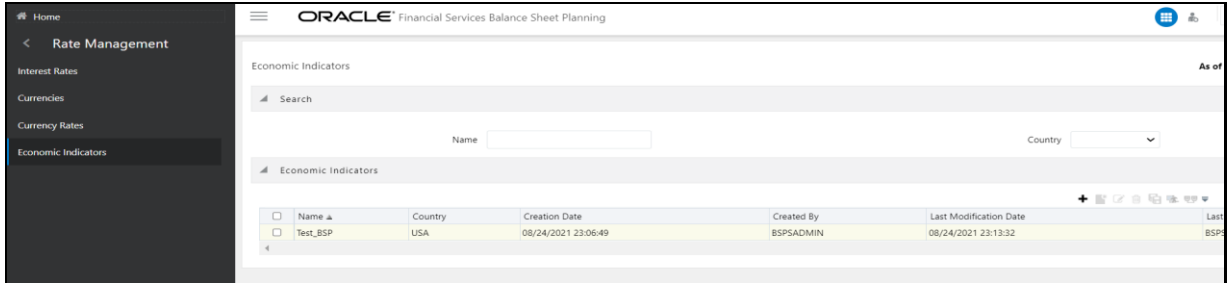 Home
ORACLE® Financial Services Balance Sheet Planning
Rate Management
Interest Rates
Economic Indicators
As of
Currencies
Search
Currency Rates
Name
Country
Economic Indicators
Economic Indicators
Name Country Creation Date Created By Last Modification Date Last
Test_BSP USA 08/24/2021 23:06:49 BSPSADMIN 08/24/2021 23:13:32 BSPS